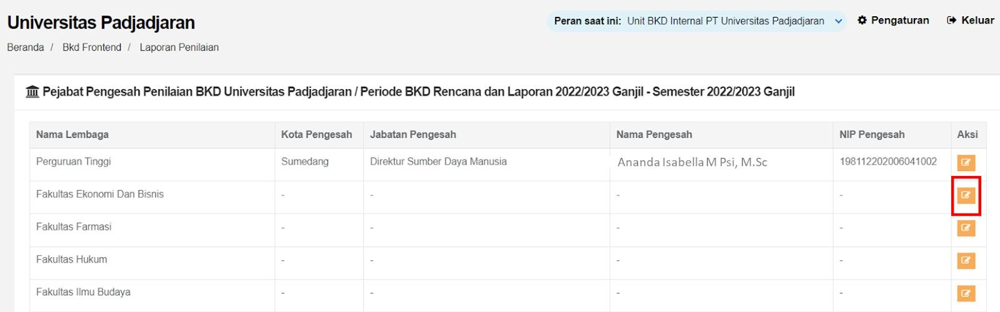 Universitas Padjadjaran
Peran saat ini: Unit BKD Internal PT Universitas Padjadjaran Pengaturan Keluar
Beranda / Bkd Frontend / Laporan Penilaian
Pejabat Pengesah Penilaian BKD Universitas Padjadjaran / Periode BKD Rencana dan Laporan 2022/2023 Ganjil - Semester 2022/2023 Ganjil
Nama Lembaga Kota Pengesah Jabatan Pengesah Nama Pengesah NIP Pengesah Aksi
Perguruan Tinggi Sumedang Direktur Sumber Daya Manusia Ananda Isabella M Psi, M.Sc 198112202006041002
Fakultas Ekonomi Dan Bisnis - - - -
Fakultas Farmasi - - - -
Fakultas Hukum - - - -
Fakultas Ilmu Budaya - - - -